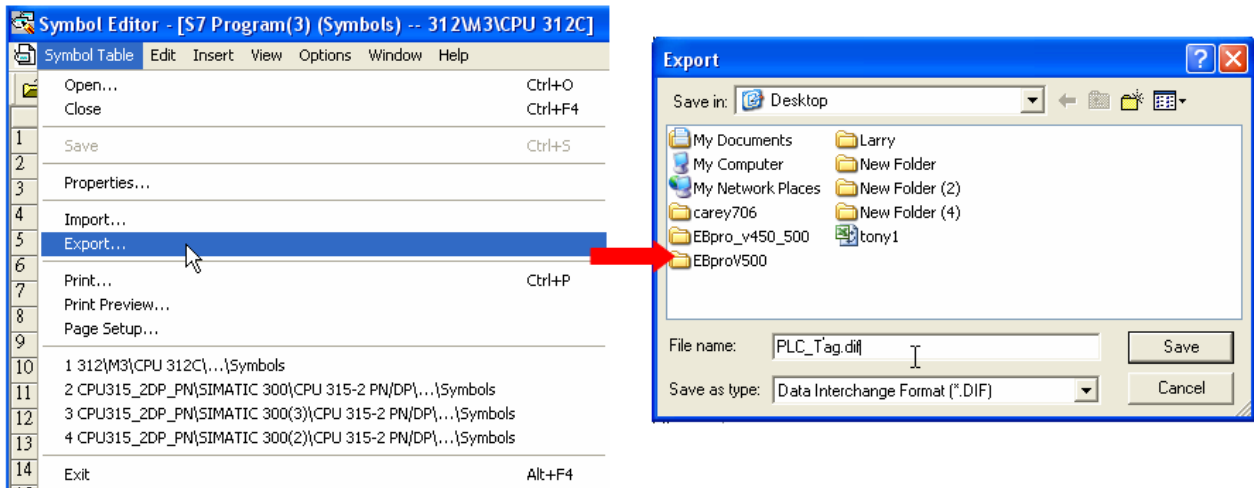 Symbol Editor - [S7 Program(3) (Symbols) -- 312\M3\CPU 312C]
Symbol Table Edit Insert View Options Window Help
Open... Ctrl+O
Close Ctrl+F4
Save Ctrl+S
Properties...
Import...
Export...
Print... Ctrl+P
Print Preview...
Page Setup...
1 312\M3\CPU 312C\...\Symbols
2 CPU315_2DP_PN\SIMATIC 300\CPU 315-2 PN/DP\...\Symbols
3 CPU315_2DP_PN\SIMATIC 300(3)\CPU 315-2 PN/DP\...\Symbols
4 CPU315_2DP_PN\SIMATIC 300(2)\CPU 315-2 PN/DP\...\Symbols
Exit Alt+F4
1
2
3
4
5
6
7
8
9
10
11
12
13
14
Export
Save in: Desktop
My Documents
My Computer
My Network Places
carey706
EBpro_v450_500
EBproV500
Larry
New Folder
New Folder (2)
New Folder (4)
tony1
File name: PLC_Tag.dif
Save
Save as type: Data Interchange Format (*.DIF)
Cancel